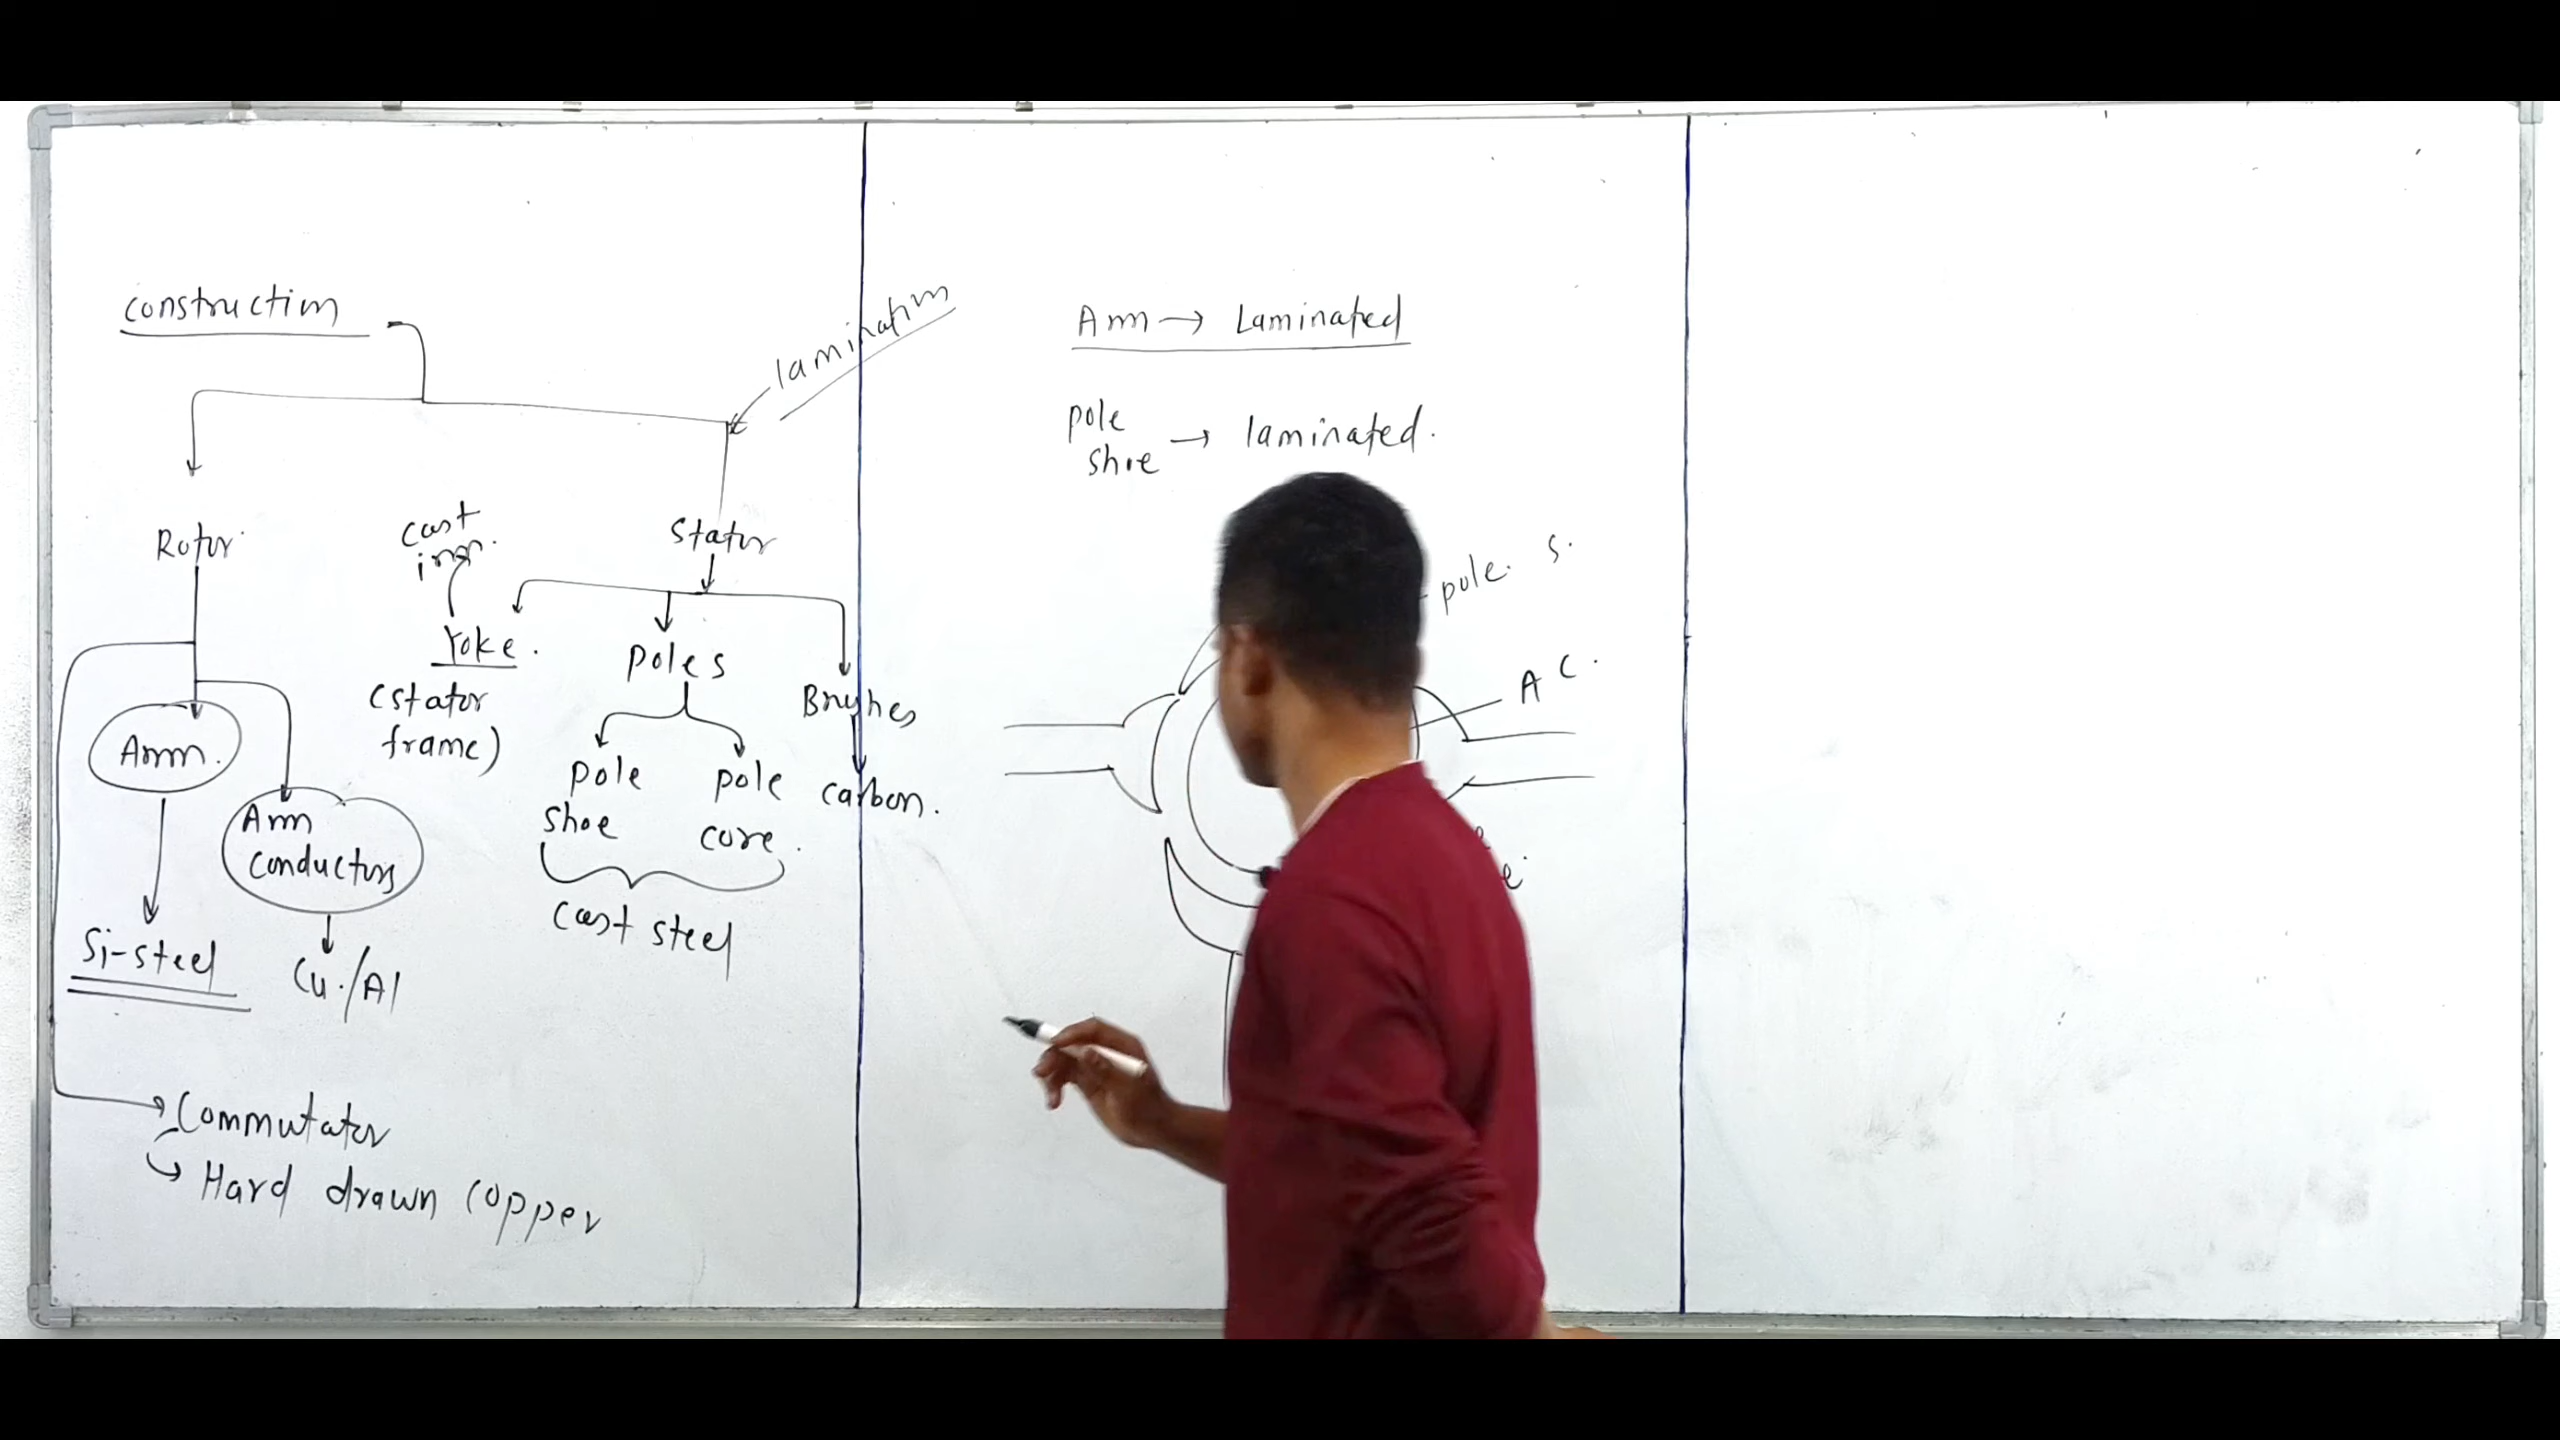 construction
lamination
Rotor
cast
iron.
Stator
Yoke.
(stator
frame)
poles
Brushes
carbon.
pole
shoe
pole
core.
cast steel
Arm.
Arm
Conductors
Si-steel
Cu./Al
Commutator
Hard drawn copper
Arm → Laminated
pole
shoe → laminated.
pole. s.
A C.